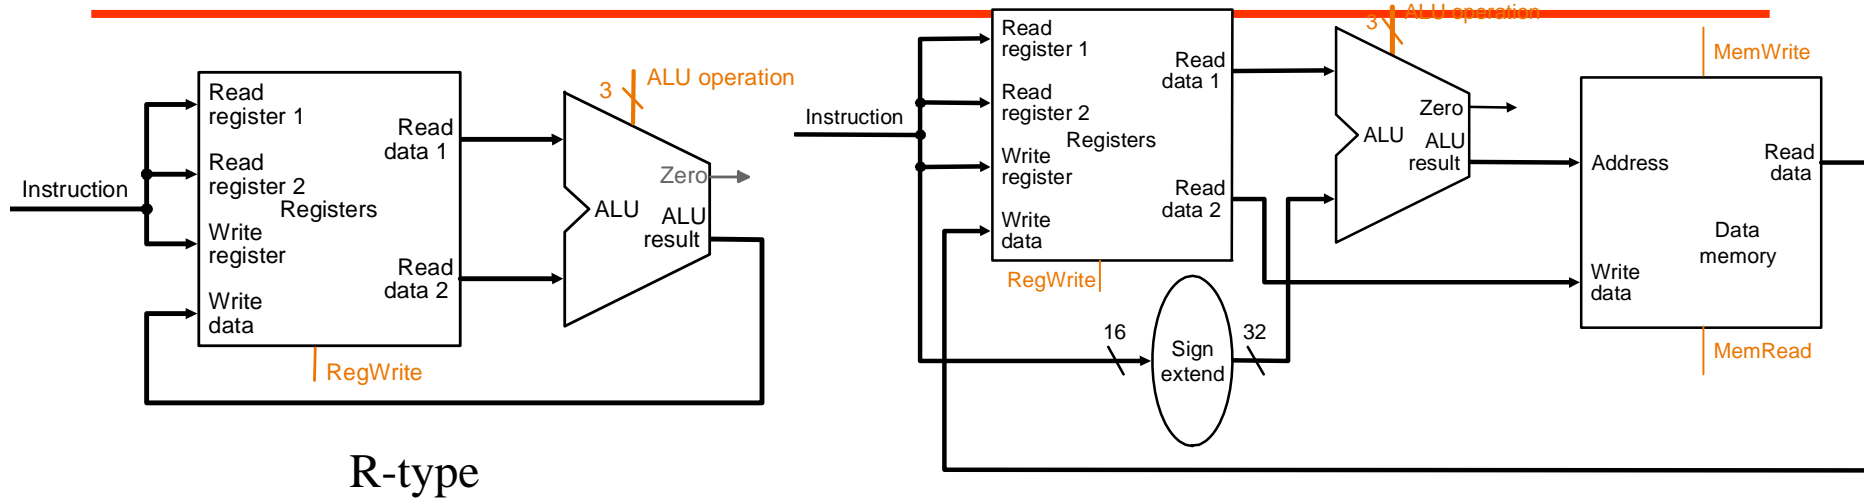 Instruction
Read
register 1
Read
register 2
Registers
Write
register
Write
data
Read
data 1
Read
data 2
RegWrite
3
ALU operation
Zero
ALU
ALU
result
R-type
Instruction
Read
register 1
Read
register 2
Registers
Write
register
Write
data
Read
data 1
Read
data 2
RegWrite
16
Sign
extend
32
3
ALU operation
Zero
ALU
ALU
result
MemWrite
Address
Read
data
Data
memory
Write
data
MemRead